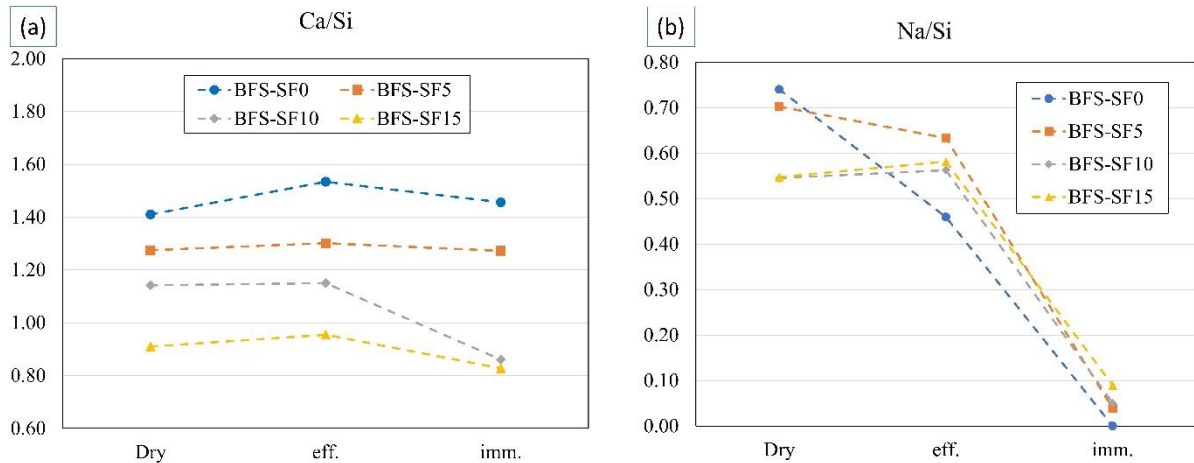 (a)
Ca/Si
2.00
1.80
1.60
1.40
1.20
1.00
0.80
0.60
BFS-SF0 BFS-SF5
BFS-SF10 BFS-SF15
Dry eff. imm.
(b)
Na/Si
0.80
0.70
0.60
0.50
0.40
0.30
0.20
0.10
0.00
BFS-SF0
BFS-SF5
BFS-SF10
BFS-SF15
Dry eff. imm.